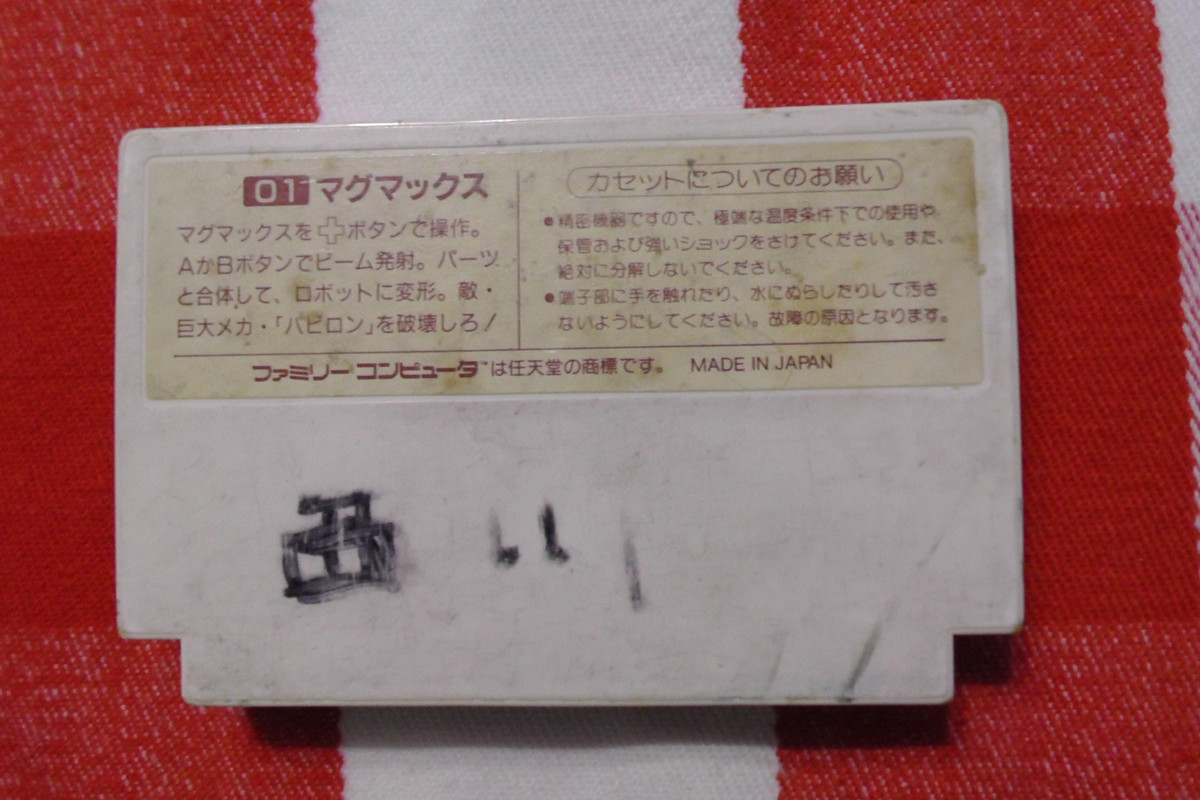 01 マグマックス
マグマックスを✚ボタンで操作。
AかBボタンでビーム発射。パーツ
と合体して、ロボットに変形。敵・
巨大メカ・「バビロン」を破壊しろ!
カセットについてのお願い
●精密機器ですので、極端な温度条件下での使用や
保管および強いショックをさけてください。また、
絶対に分解しないでください。
●端子部に手を触れたり、水にぬらしたりして汚さ
ないようにしてください。故障の原因となります。
ファミリーコンピュータ™は任天堂の商標です。 MADE IN JAPAN
西